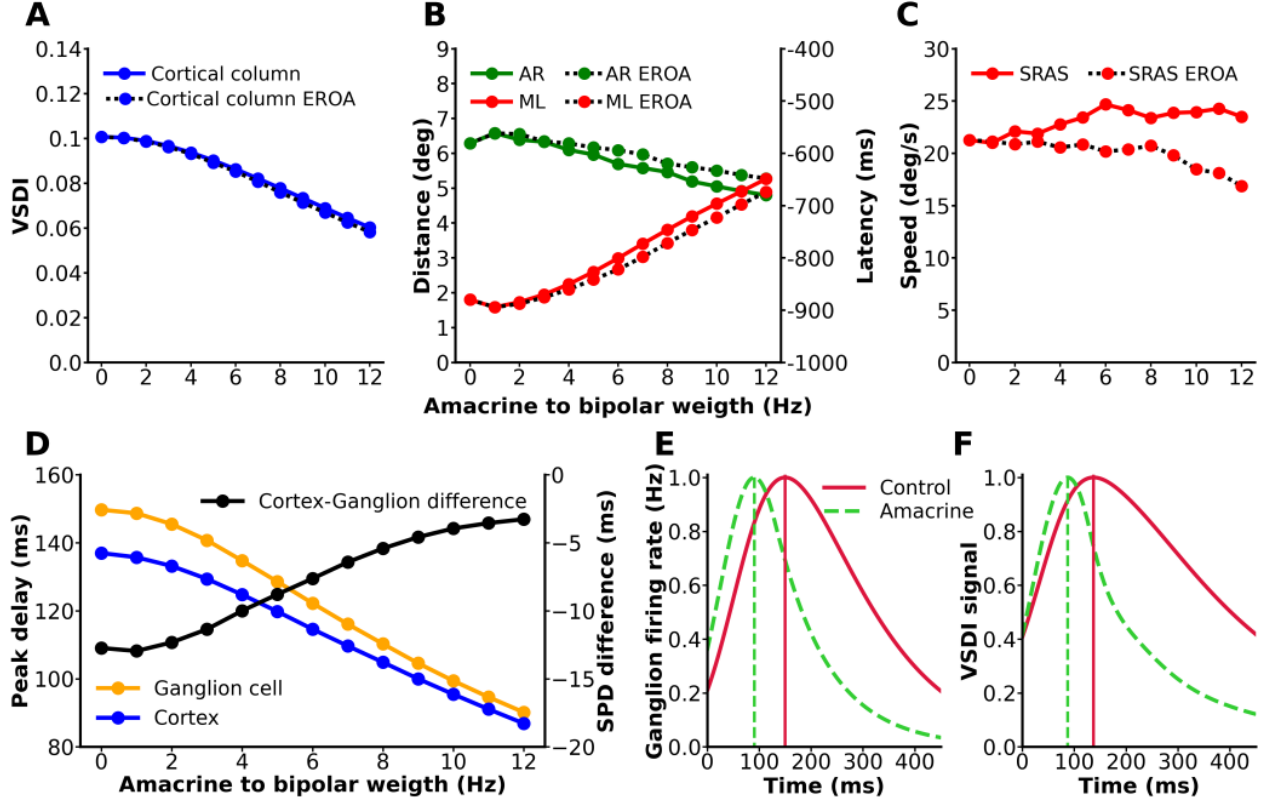 A
B
C
0.14
0.12
0.1
0.08
0.06
0.04
0.02
0.0
VSDI
Cortical column
Cortical column EROA
0 2 4 6 8 10 12
9
8
7
6
5
4
3
2
1
0
Distance (deg)
AR
AR EROA
ML
ML EROA
-400
-500
-600
-700
-800
-900
-1000
Latency (ms)
0 2 4 6 8 10 12
Amacrine to bipolar weigth (Hz)
30
25
20
15
10
5
0
Speed (deg/s)
SRAS
SRAS EROA
0 2 4 6 8 10 12
D
E
F
160
140
120
100
80
Peak delay (ms)
Cortex-Ganglion difference
Ganglion cell
Cortex
0
−5
−10
−15
−20
SPD difference (ms)
0 2 4 6 8 10 12
Amacrine to bipolar weigth (Hz)
1.0
0.8
0.6
0.4
0.2
0.0
Ganglion firing rate (Hz)
Control
Amacrine
0 100 200 300 400
Time (ms)
1.0
0.8
0.6
0.4
0.2
0.0
VSDI signal
0 100 200 300 400
Time (ms)